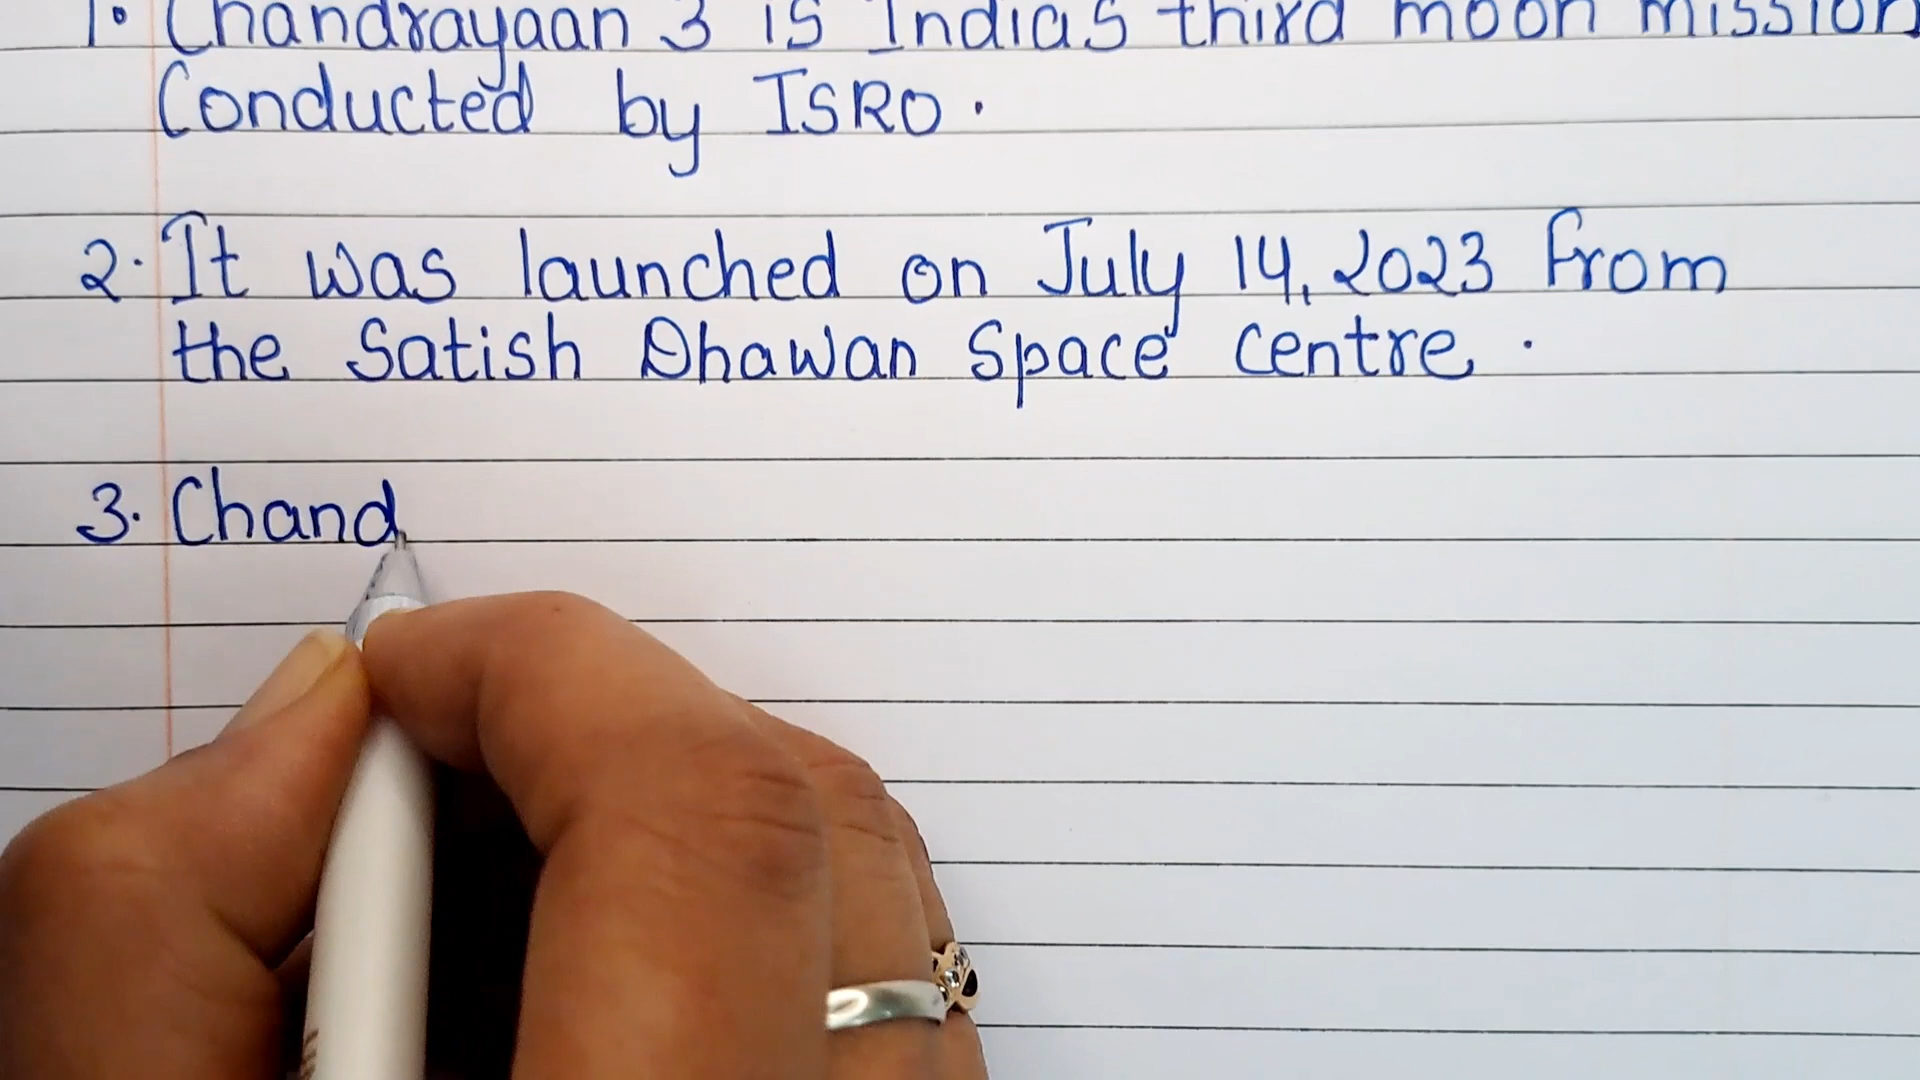 1. Chandrayaan 3 is Indias third moon mission
Conducted by ISRO.
2. It was launched on July 14, 2023 from
the Satish Dhawan Space Centre.
3. Chand